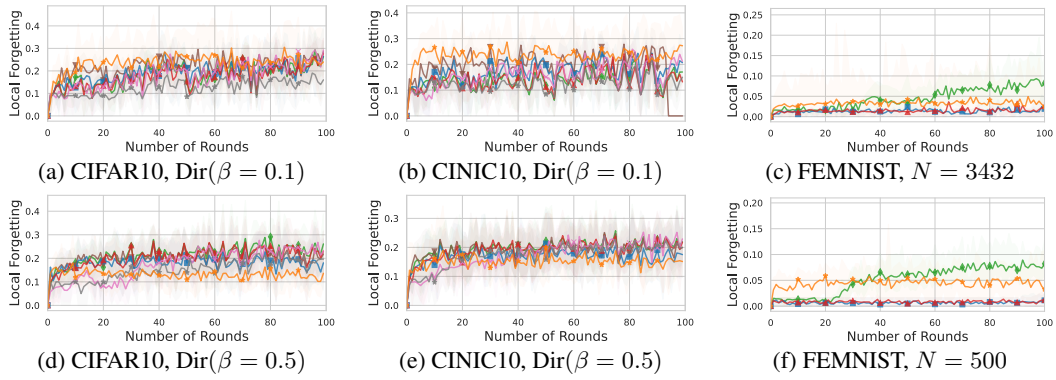 Local Forgetting
0.4
0.3
0.2
0.1
0.0
0 20 40 60 80 100
Number of Rounds
(a) CIFAR10, Dir(β = 0.1)
Local Forgetting
0.3
0.2
0.1
0.0
0 20 40 60 80 100
Number of Rounds
(b) CINIC10, Dir(β = 0.1)
Local Forgetting
0.20
0.15
0.10
0.05
0.00
0 20 40 60 80 100
Number of Rounds
(c) FEMNIST, N = 3432
Local Forgetting
0.4
0.3
0.2
0.1
0.0
0 20 40 60 80 100
Number of Rounds
(d) CIFAR10, Dir(β = 0.5)
Local Forgetting
0.3
0.2
0.1
0.0
0 20 40 60 80 100
Number of Rounds
(e) CINIC10, Dir(β = 0.5)
Local Forgetting
0.20
0.15
0.10
0.05
0.00
0 20 40 60 80 100
Number of Rounds
(f) FEMNIST, N = 500